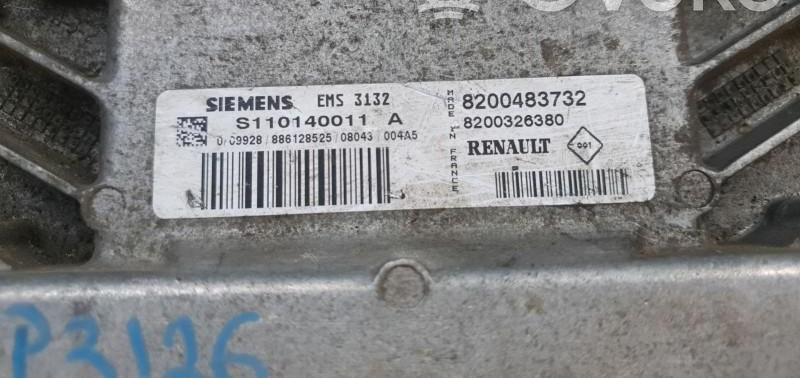 SIEMENS EMS 3132
S110140011 A
0/09928 / 886128525 / 08043 / 004A5
MADE IN FRANCE
8200483732
8200326380
RENAULT 001
P3126